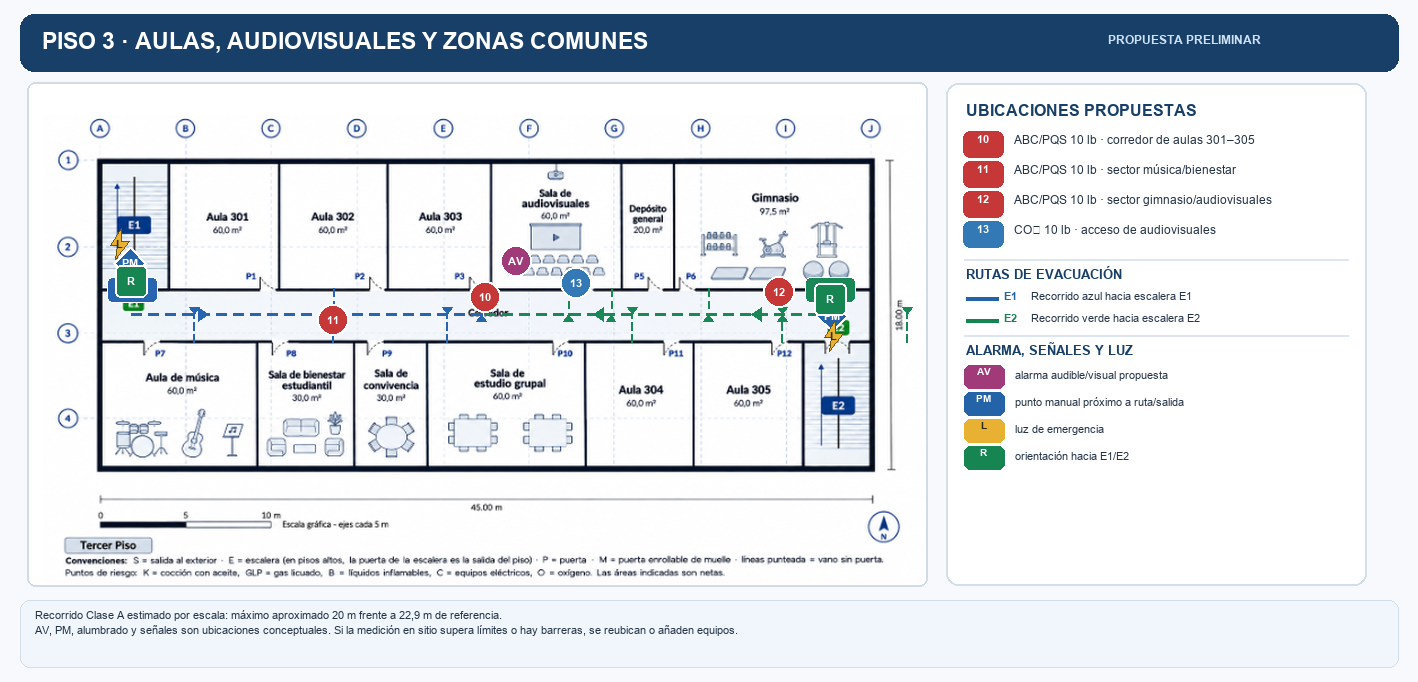 PISO 3 · AULAS, AUDIOVISUALES Y ZONAS COMUNES
PROPUESTA PRELIMINAR
A B C D E F G H I J
1
2
3
4
E1
Aula 301
60,0 m²
Aula 302
60,0 m²
Aula 303
60,0 m²
Sala de
audiovisuales
60,0 m²
Depósito
general
20,0 m²
Gimnasio
97,5 m²
PM
R
P1
P2
P3
AV
13
P5
P6
10
11
12
R
PM
18.00 m
P7
P8
P9
P10
P11
P12
Aula de música
60,0 m²
Sala de bienestar
estudiantil
30,0 m²
Sala de
convivencia
30,0 m²
Sala de
estudio grupal
60,0 m²
Aula 304
60,0 m²
Aula 305
60,0 m²
E2
45.00 m
0 5 10 m
Escala gráfica - ejes cada 5 m
N
Tercer Piso
Convenciones: S = salida al exterior · E = escalera (en pisos altos, la puerta de la escalera es la salida del piso) · P = puerta · M = puerta enrollable de muelle · líneas punteada = vano sin puerta.
Puntos de riesgo: K = cocción con aceite, GLP = gas licuado, B = líquidos inflamables, C = equipos eléctricos, O = oxígeno. Las áreas indicadas son netas.
UBICACIONES PROPUESTAS
10 ABC/PQS 10 lb · corredor de aulas 301–305
11 ABC/PQS 10 lb · sector música/bienestar
12 ABC/PQS 10 lb · sector gimnasio/audiovisuales
13 CO□ 10 lb · acceso de audiovisuales
RUTAS DE EVACUACIÓN
E1 Recorrido azul hacia escalera E1
E2 Recorrido verde hacia escalera E2
ALARMA, SEÑALES Y LUZ
AV alarma audible/visual propuesta
PM punto manual próximo a ruta/salida
L luz de emergencia
R orientación hacia E1/E2
Recorrido Clase A estimado por escala: máximo aproximado 20 m frente a 22,9 m de referencia.
AV, PM, alumbrado y señales son ubicaciones conceptuales. Si la medición en sitio supera límites o hay barreras, se reubican o añaden equipos.